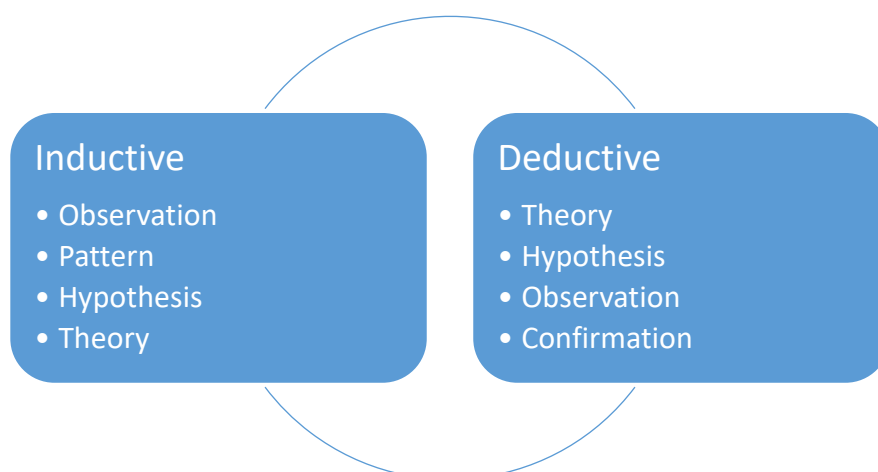 Inductive
• Observation
• Pattern
• Hypothesis
• Theory
Deductive
• Theory
• Hypothesis
• Observation
• Confirmation